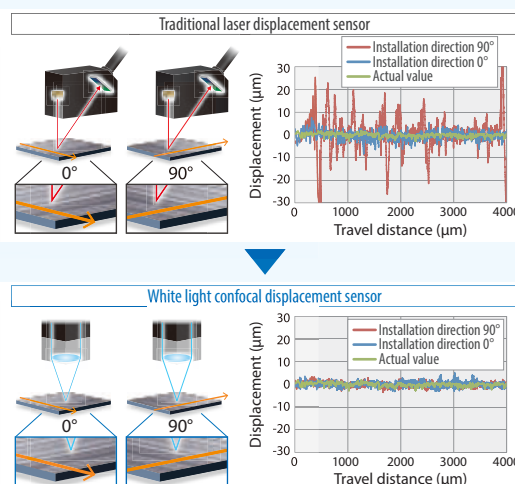 Traditional laser displacement sensor
0°
90°
Displacement (μm)
30
20
10
0
-10
-20
-30
Installation direction 90°
Installation direction 0°
Actual value
0 1000 2000 3000 4000
Travel distance (μm)
White light confocal displacement sensor
0°
90°
Displacement (μm)
30
20
10
0
-10
-20
-30
Installation direction 90°
Installation direction 0°
Actual value
0 1000 2000 3000 4000
Travel distance (μm)